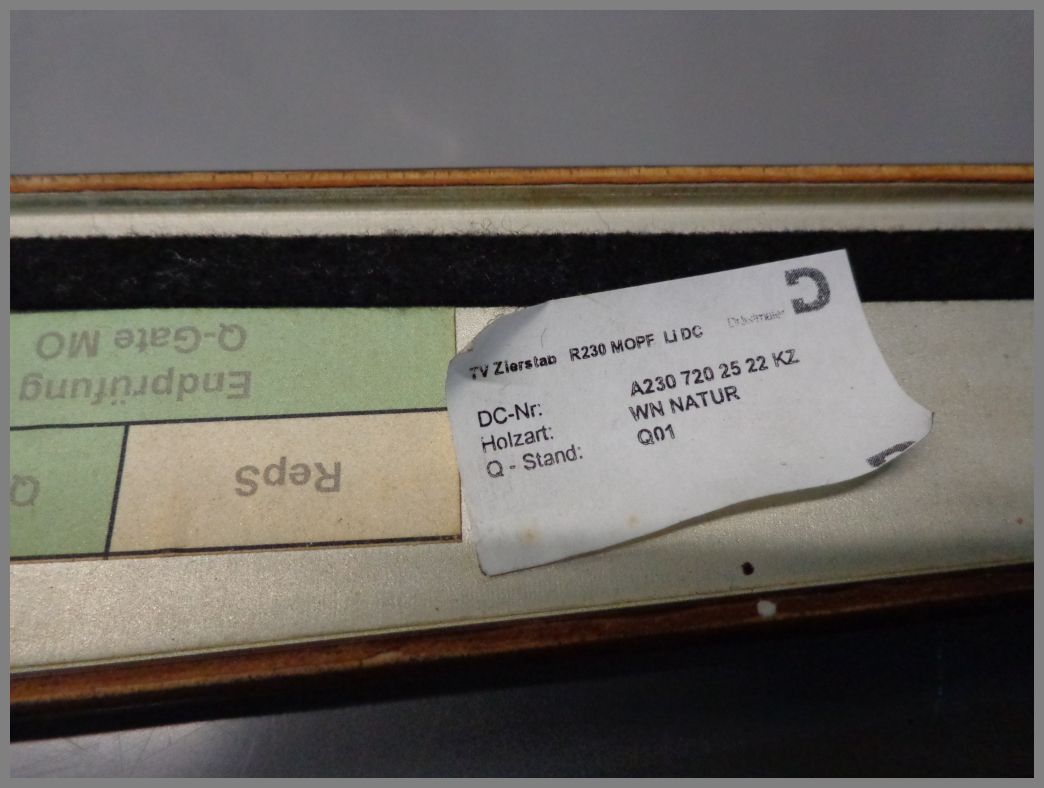 Dräxlmaier
TV Zierstab R230 MOPF Li DC
DC-Nr: A230 720 25 22 KZ
Holzart: WN NATUR
Q - Stand: Q01
Endprüfung
Q-Gate MO
RepS
Q